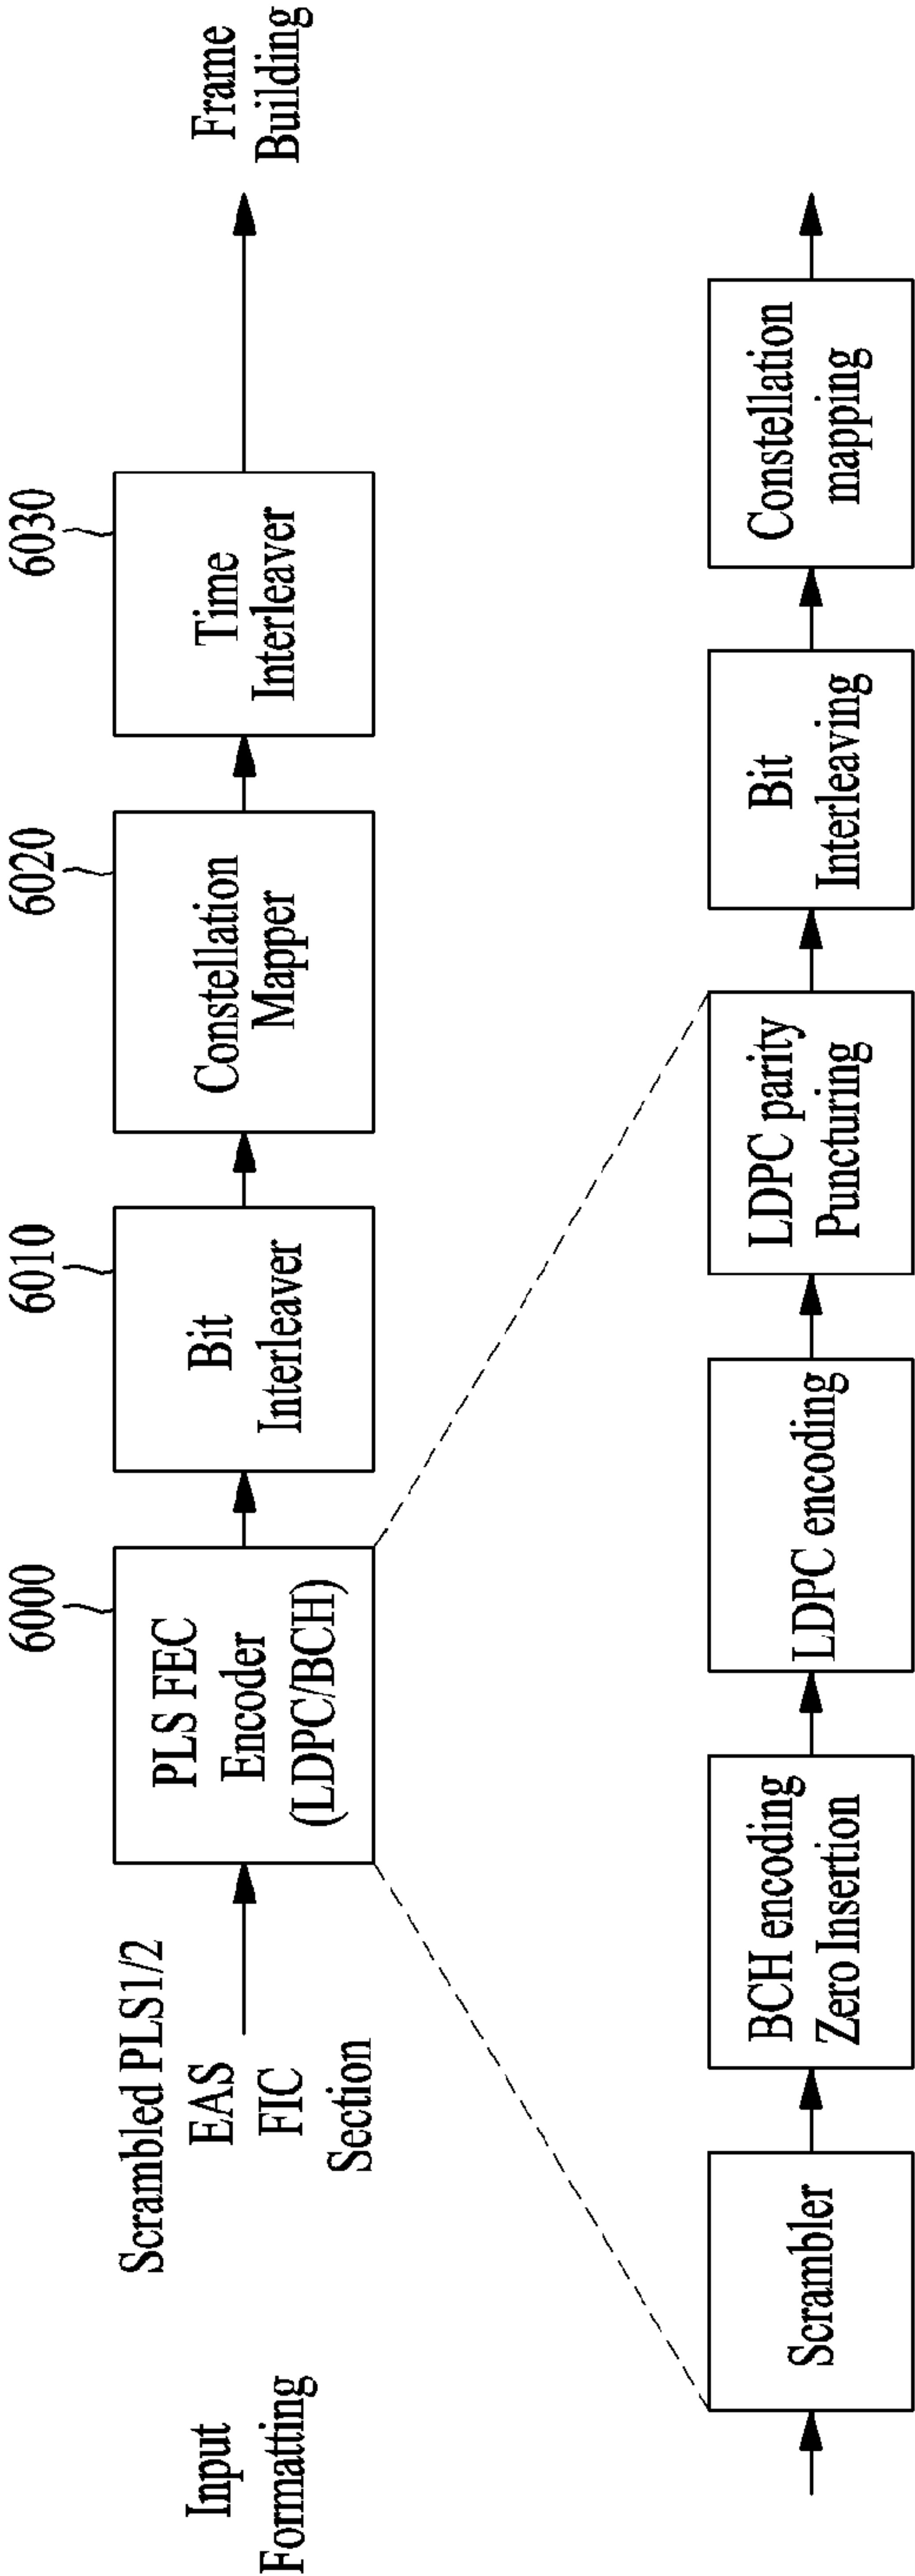 Input
Formatting
Scrambled PLS1/2
EAS
FIC
Section
6000
PLS FEC
Encoder
(LDPC/BCH)
6010
Bit
Interleaver
6020
Constellation
Mapper
6030
Time
Interleaver
Frame
Building
Scrambler
BCH encoding
Zero Insertion
LDPC encoding
LDPC parity
Puncturing
Bit
Interleaving
Constellation
mapping